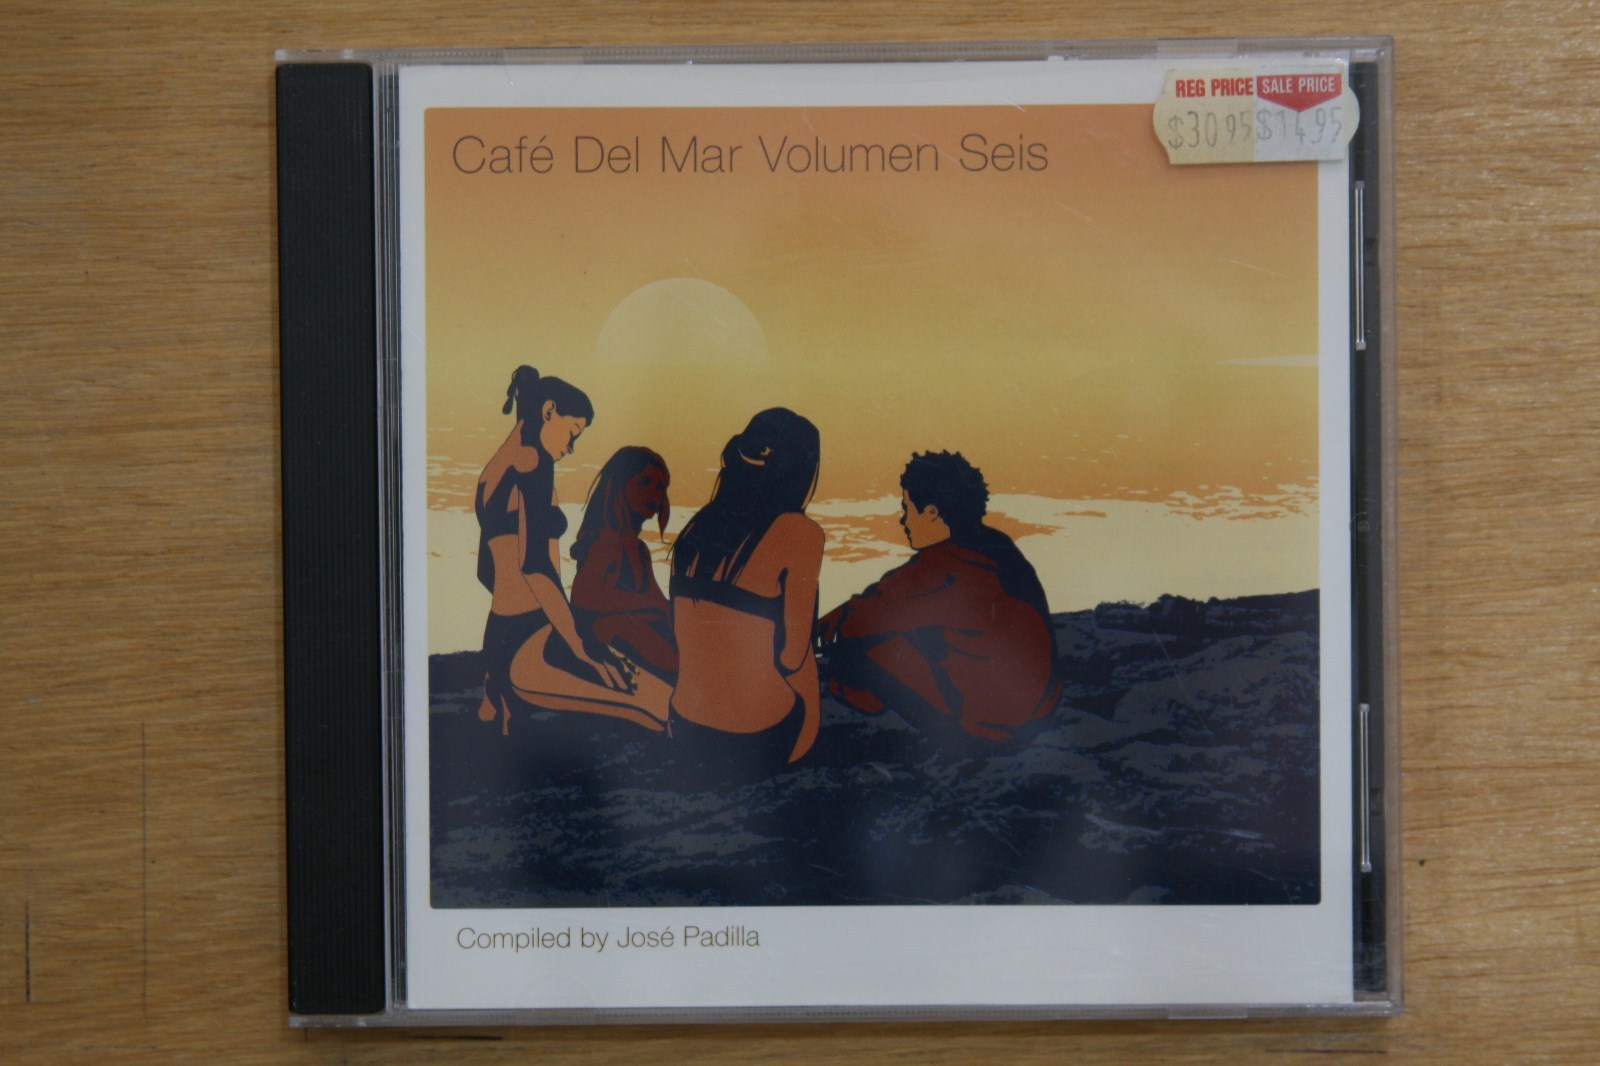 REG PRICE SALE PRICE
$30.95 $14.95
Café Del Mar Volumen Seis
Compiled by José Padilla